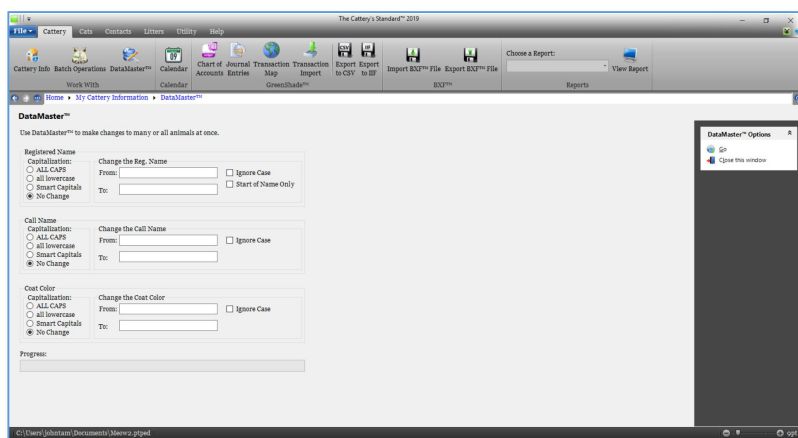 The Cattery's Standard™ 2019
File Cattery Cats Contacts Litters Utility Help
Cattery Info Batch Operations DataMaster™
Work With
09
Calendar
Calendar
Chart of Accounts
Journal Entries
Transaction Map
Transaction Import
CSV
Export to CSV
IIF
Export to IIF
GreenShade™
Import BXF™ File Export BXF™ File
BXF™
Choose a Report:
View Report
Reports
Home ▸ My Cattery Information ▸ DataMaster™
DataMaster™
Use DataMaster™ to make changes to many or all animals at once.
Registered Name
Capitalization:
ALL CAPS
all lowercase
Smart Capitals
No Change
Change the Reg. Name
From:
To:
Ignore Case
Start of Name Only
Call Name
Capitalization:
ALL CAPS
all lowercase
Smart Capitals
No Change
Change the Call Name
From:
To:
Ignore Case
Coat Color
Capitalization:
ALL CAPS
all lowercase
Smart Capitals
No Change
Change the Coat Color
From:
To:
Ignore Case
Progress:
DataMaster™ Options
Go
Close this window
C:\Users\johntam\Documents\Meow2.ptped
9pt